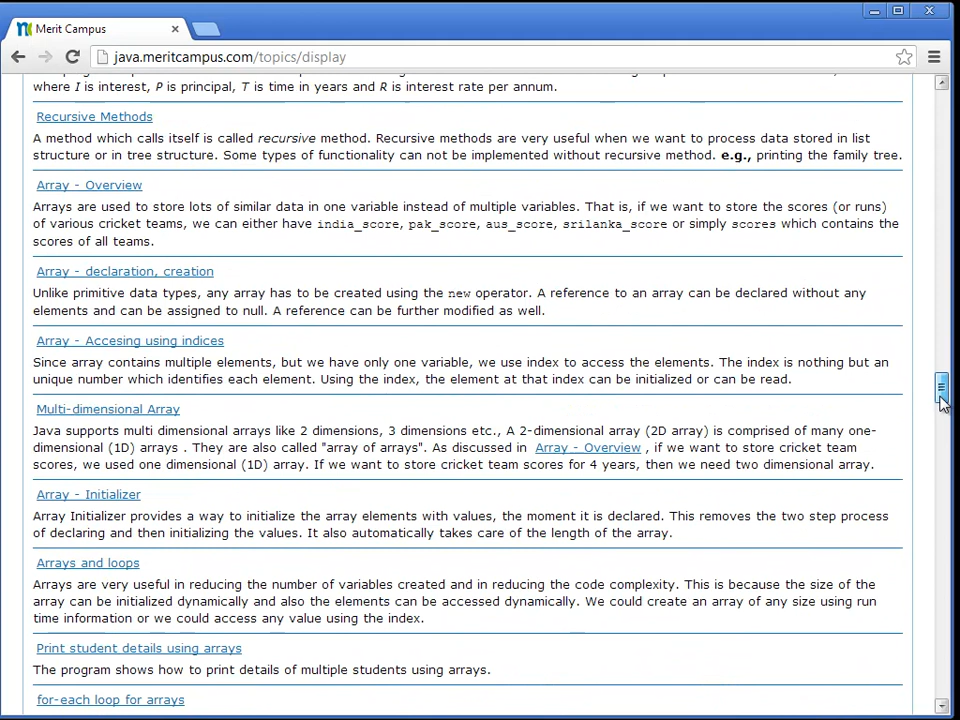 Merit Campus
java.meritcampus.com/topics/display
where I is interest, P is principal, T is time in years and R is interest rate per annum.
Recursive Methods
A method which calls itself is called recursive method. Recursive methods are very useful when we want to process data stored in list
structure or in tree structure. Some types of functionality can not be implemented without recursive method. e.g., printing the family tree.
Array - Overview
Arrays are used to store lots of similar data in one variable instead of multiple variables. That is, if we want to store the scores (or runs)
of various cricket teams, we can either have india_score, pak_score, aus_score, srilanka_score or simply scores which contains the
scores of all teams.
Array - declaration, creation
Unlike primitive data types, any array has to be created using the new operator. A reference to an array can be declared without any
elements and can be assigned to null. A reference can be further modified as well.
Array - Accesing using indices
Since array contains multiple elements, but we have only one variable, we use index to access the elements. The index is nothing but an
unique number which identifies each element. Using the index, the element at that index can be initialized or can be read.
Multi-dimensional Array
Java supports multi dimensional arrays like 2 dimensions, 3 dimensions etc., A 2-dimensional array (2D array) is comprised of many one-
dimensional (1D) arrays . They are also called "array of arrays". As discussed in Array - Overview , if we want to store cricket team
scores, we used one dimensional (1D) array. If we want to store cricket team scores for 4 years, then we need two dimensional array.
Array - Initializer
Array Initializer provides a way to initialize the array elements with values, the moment it is declared. This removes the two step process
of declaring and then initializing the values. It also automatically takes care of the length of the array.
Arrays and loops
Arrays are very useful in reducing the number of variables created and in reducing the code complexity. This is because the size of the
array can be initialized dynamically and also the elements can be accessed dynamically. We could create an array of any size using run
time information or we could access any value using the index.
Print student details using arrays
The program shows how to print details of multiple students using arrays.
for-each loop for arrays